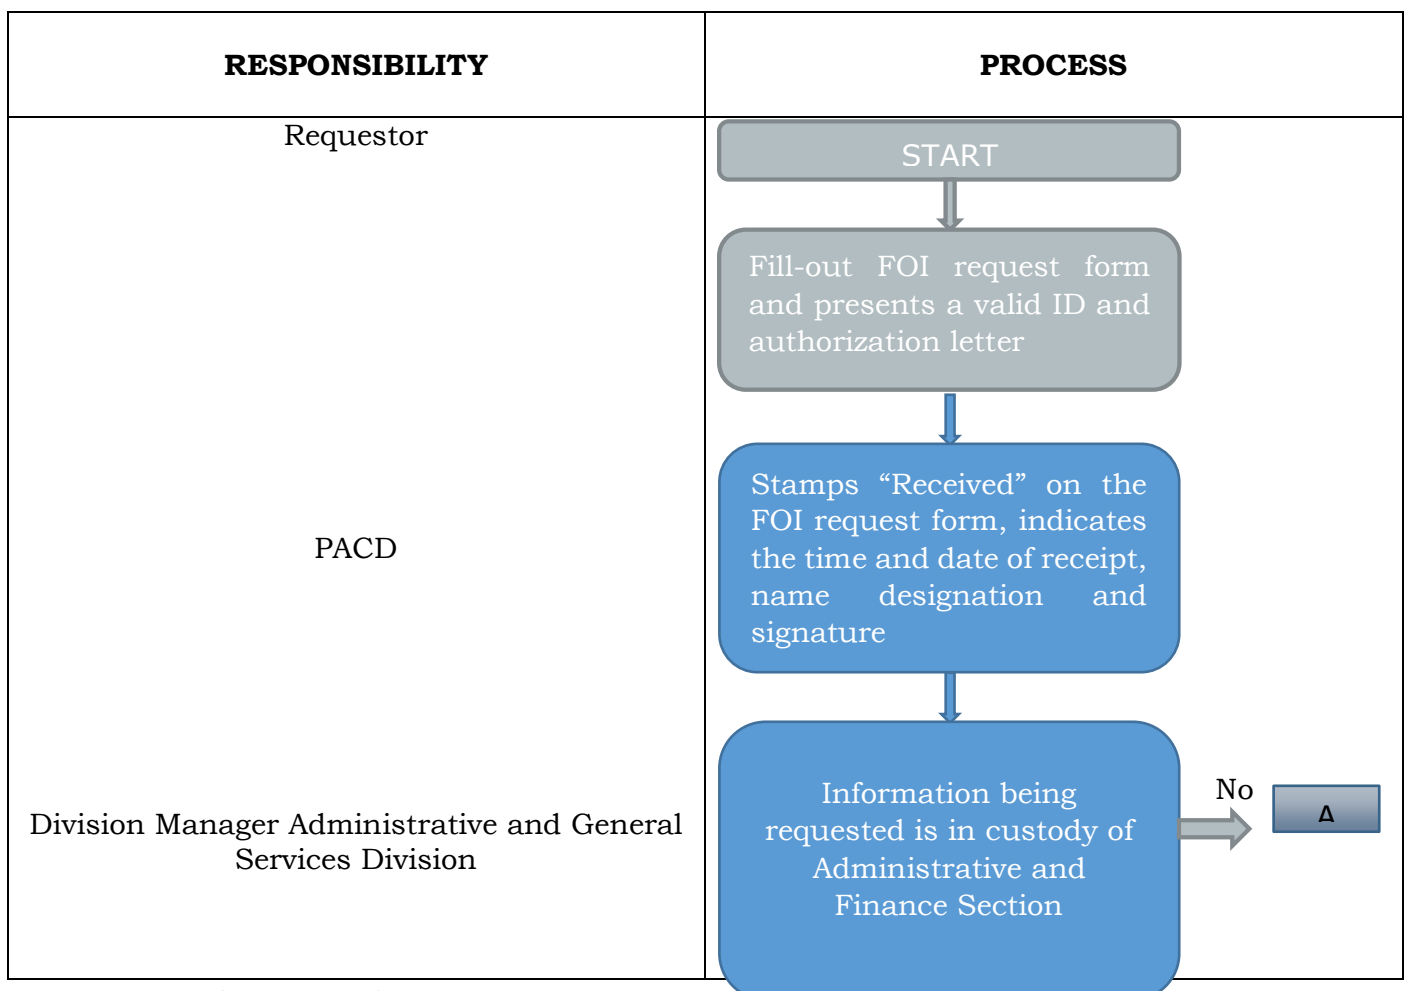 RESPONSIBILITY
PROCESS
Requestor
START
Fill-out FOI request form
and presents a valid ID and
authorization letter
PACD
Stamps “Received” on the
FOI request form, indicates
the time and date of receipt,
name designation and
signature
Division Manager Administrative and General
Services Division
Information being
requested is in custody of
Administrative and
Finance Section
No
A